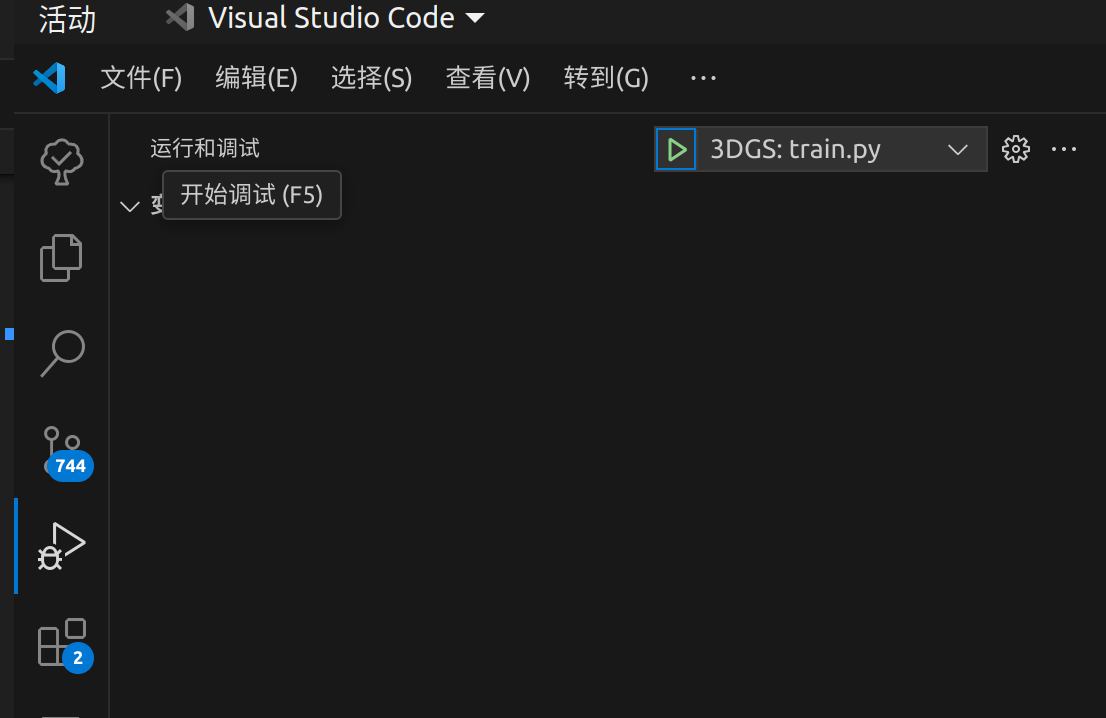 活动
Visual Studio Code
文件(F) 编辑(E) 选择(S) 查看(V) 转到(G) ···
运行和调试
3DGS: train.py
···
开始调试 (F5)
744
2